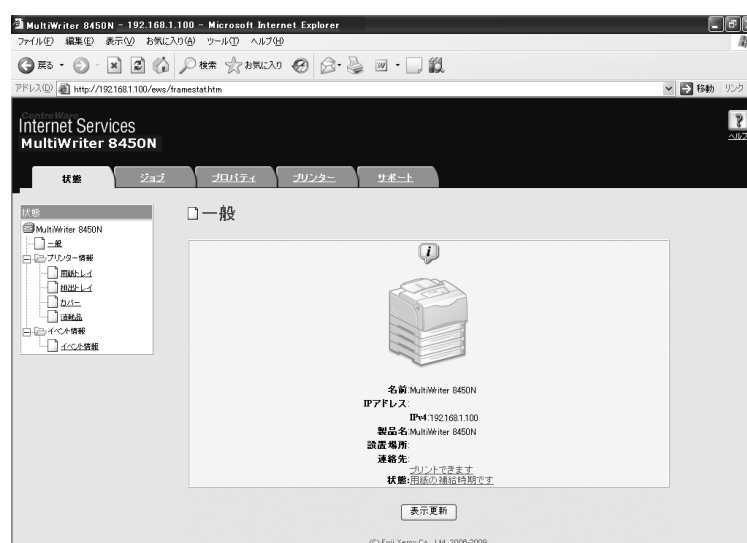 MultiWriter 8450N - 192.168.1.100 - Microsoft Internet Explorer
ファイル(F) 編集(E) 表示(V) お気に入り(A) ツール(T) ヘルプ(H)
戻る 検索 お気に入り
アドレス(D) http://192.168.1.100/ews/framestat.htm 移動 リンク
CentreWare
Internet Services
MultiWriter 8450N
状態 ジョブ プロパティ プリンター サポート
状態
MultiWriter 8450N
一般
プリンター情報
用紙トレイ
排出トレイ
カバー
消耗品
イベント情報
イベント情報
一般
名前:MultiWriter 8450N
IPアドレス:
IPv4:192.168.1.100
製品名:MultiWriter 8450N
設置場所:
連絡先:
プリントできます
状態:用紙の補給時期です
表示更新
(C) Fuji Xerox Co., Ltd. 2006-2009